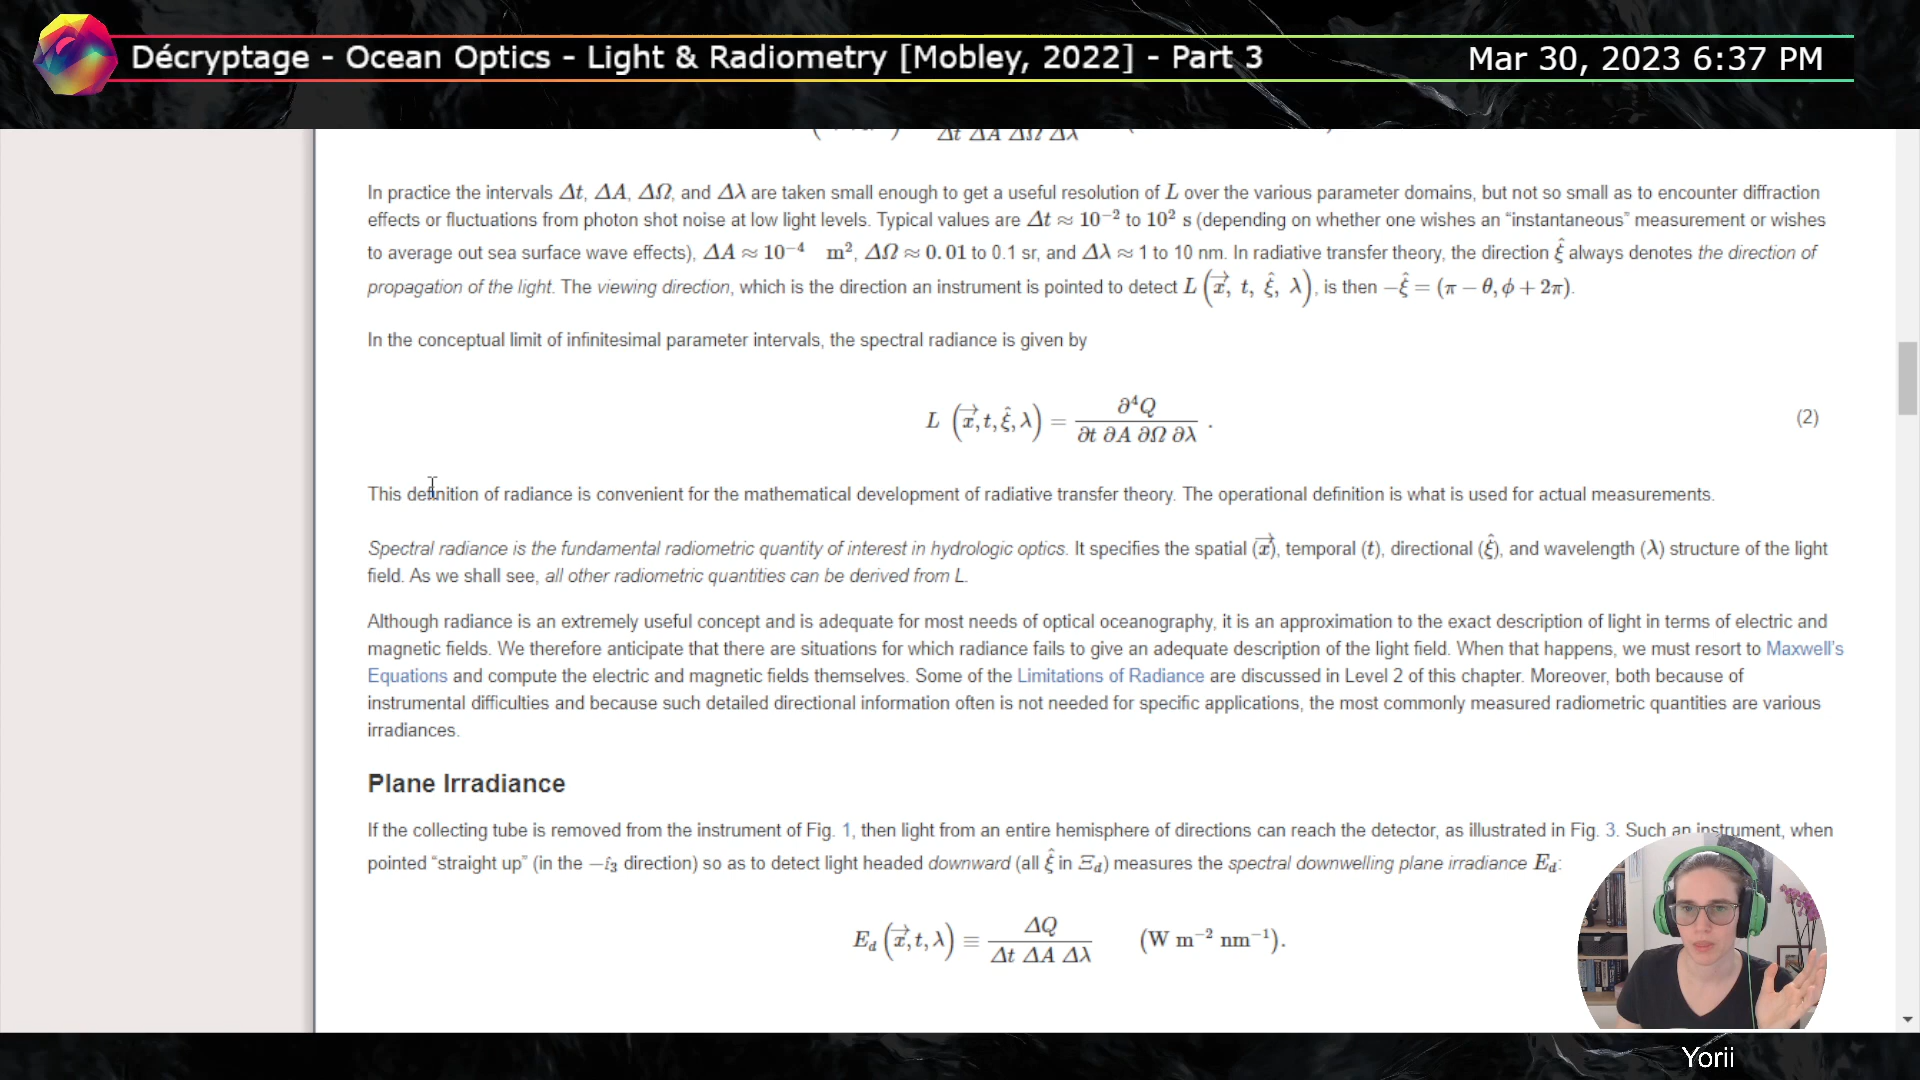 Décryptage - Ocean Optics - Light & Radiometry [Mobley, 2022] - Part 3
Mar 30, 2023 6:37 PM
Δt ΔA ΔΩ Δλ
In practice the intervals Δt, ΔA, ΔΩ, and Δλ are taken small enough to get a useful resolution of L over the various parameter domains, but not so small as to encounter diffraction
effects or fluctuations from photon shot noise at low light levels. Typical values are Δt ≈ 10⁻² to 10² s (depending on whether one wishes an “instantaneous” measurement or wishes
to average out sea surface wave effects), ΔA ≈ 10⁻⁴ m², ΔΩ ≈ 0.01 to 0.1 sr, and Δλ ≈ 1 to 10 nm. In radiative transfer theory, the direction ξ̂ always denotes the direction of
propagation of the light. The viewing direction, which is the direction an instrument is pointed to detect L (x⃗, t, ξ̂, λ), is then −ξ̂ = (π − θ, ϕ + 2π).
In the conceptual limit of infinitesimal parameter intervals, the spectral radiance is given by
L (x⃗, t, ξ̂, λ) = ∂⁴Q / ∂t ∂A ∂Ω ∂λ . (2)
This definition of radiance is convenient for the mathematical development of radiative transfer theory. The operational definition is what is used for actual measurements.
Spectral radiance is the fundamental radiometric quantity of interest in hydrologic optics. It specifies the spatial (x⃗), temporal (t), directional (ξ̂), and wavelength (λ) structure of the light
field. As we shall see, all other radiometric quantities can be derived from L.
Although radiance is an extremely useful concept and is adequate for most needs of optical oceanography, it is an approximation to the exact description of light in terms of electric and
magnetic fields. We therefore anticipate that there are situations for which radiance fails to give an adequate description of the light field. When that happens, we must resort to Maxwell’s
Equations and compute the electric and magnetic fields themselves. Some of the Limitations of Radiance are discussed in Level 2 of this chapter. Moreover, both because of
instrumental difficulties and because such detailed directional information often is not needed for specific applications, the most commonly measured radiometric quantities are various
irradiances.
Plane Irradiance
If the collecting tube is removed from the instrument of Fig. 1, then light from an entire hemisphere of directions can reach the detector, as illustrated in Fig. 3. Such an instrument, when
pointed “straight up” (in the −î₃ direction) so as to detect light headed downward (all ξ̂ in Ξd) measures the spectral downwelling plane irradiance Ed:
Ed (x⃗, t, λ) ≡ ΔQ / Δt ΔA Δλ (W m⁻² nm⁻¹).
Yorii